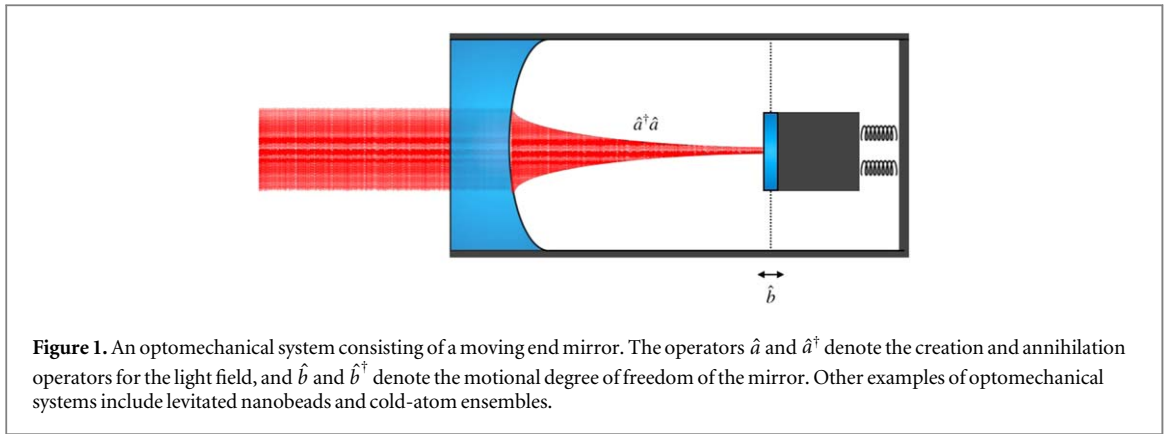 â†â
b̂
Figure 1. An optomechanical system consisting of a moving end mirror. The operators â and â† denote the creation and annihilation
operators for the light field, and b̂ and b̂† denote the motional degree of freedom of the mirror. Other examples of optomechanical
systems include levitated nanobeads and cold-atom ensembles.